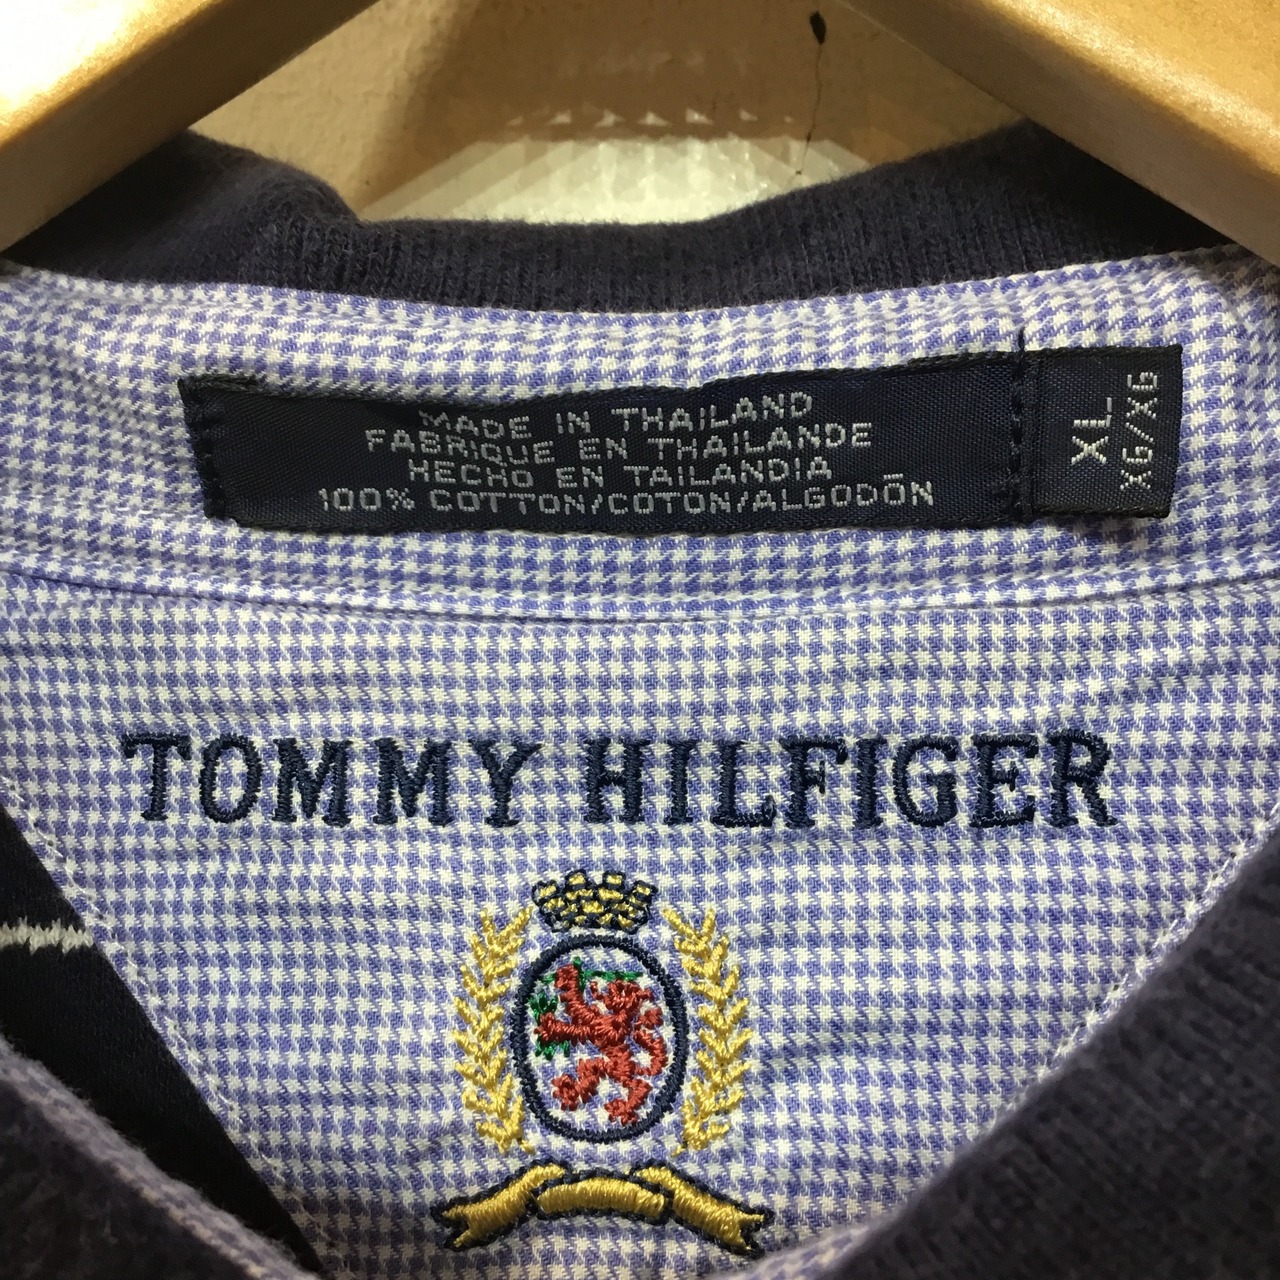 MADE IN THAILAND
FABRIQUE EN THAILANDE
HECHO EN TAILANDIA
100% COTTON/COTON/ALGODŌN
XL
XG/XG
TOMMY HILFIGER